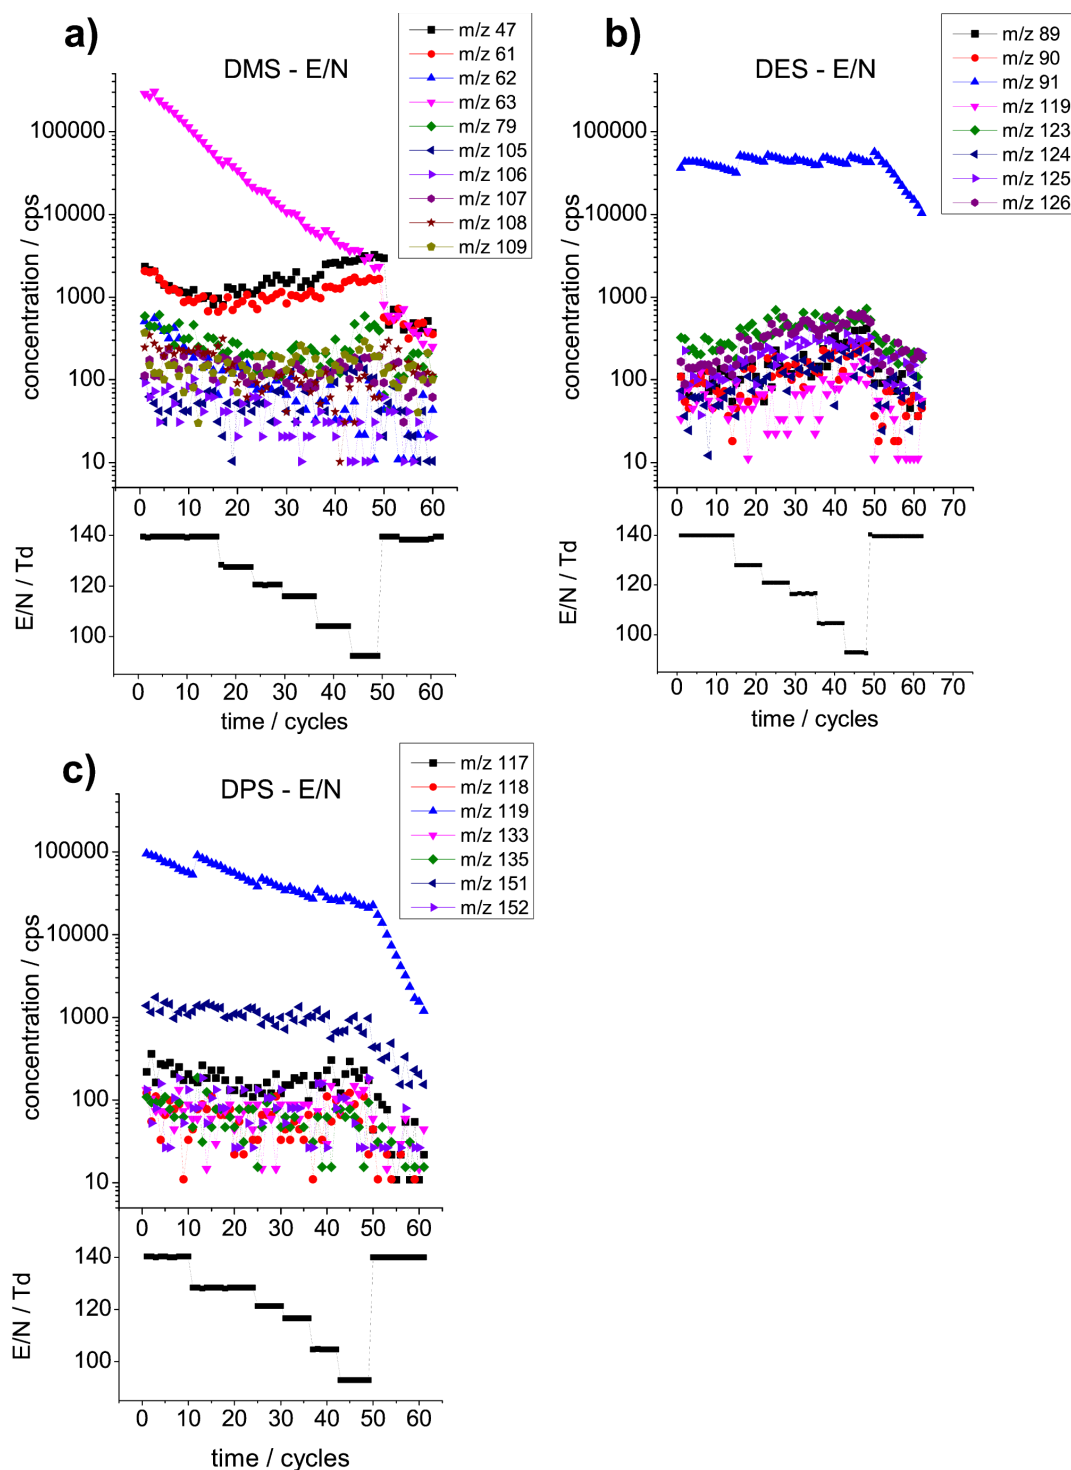 a)
DMS - E/N
m/z 47
m/z 61
m/z 62
m/z 63
m/z 79
m/z 105
m/z 106
m/z 107
m/z 108
m/z 109
concentration / cps
100000
10000
1000
100
10
0 10 20 30 40 50 60
E/N / Td
140
120
100
0 10 20 30 40 50 60
time / cycles
b)
DES - E/N
m/z 89
m/z 90
m/z 91
m/z 119
m/z 123
m/z 124
m/z 125
m/z 126
concentration / cps
100000
10000
1000
100
10
0 10 20 30 40 50 60 70
E/N / Td
140
120
100
0 10 20 30 40 50 60 70
time / cycles
c)
DPS - E/N
m/z 117
m/z 118
m/z 119
m/z 133
m/z 135
m/z 151
m/z 152
concentration / cps
100000
10000
1000
100
10
0 10 20 30 40 50 60
E/N / Td
140
120
100
0 10 20 30 40 50 60
time / cycles